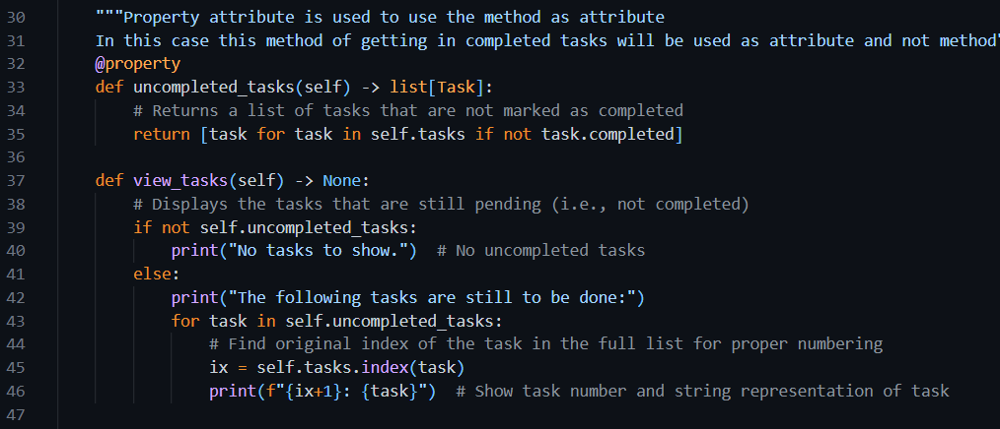 30 """Property attribute is used to use the method as attribute
31 In this case this method of getting in completed tasks will be used as attribute and not method"
32 @property
33 def uncompleted_tasks(self) -> list[Task]:
34 # Returns a list of tasks that are not marked as completed
35 return [task for task in self.tasks if not task.completed]
36
37 def view_tasks(self) -> None:
38 # Displays the tasks that are still pending (i.e., not completed)
39 if not self.uncompleted_tasks:
40 print("No tasks to show.")  # No uncompleted tasks
41 else:
42 print("The following tasks are still to be done:")
43 for task in self.uncompleted_tasks:
44 # Find original index of the task in the full list for proper numbering
45 ix = self.tasks.index(task)
46 print(f"{ix+1}: {task}")  # Show task number and string representation of task
47